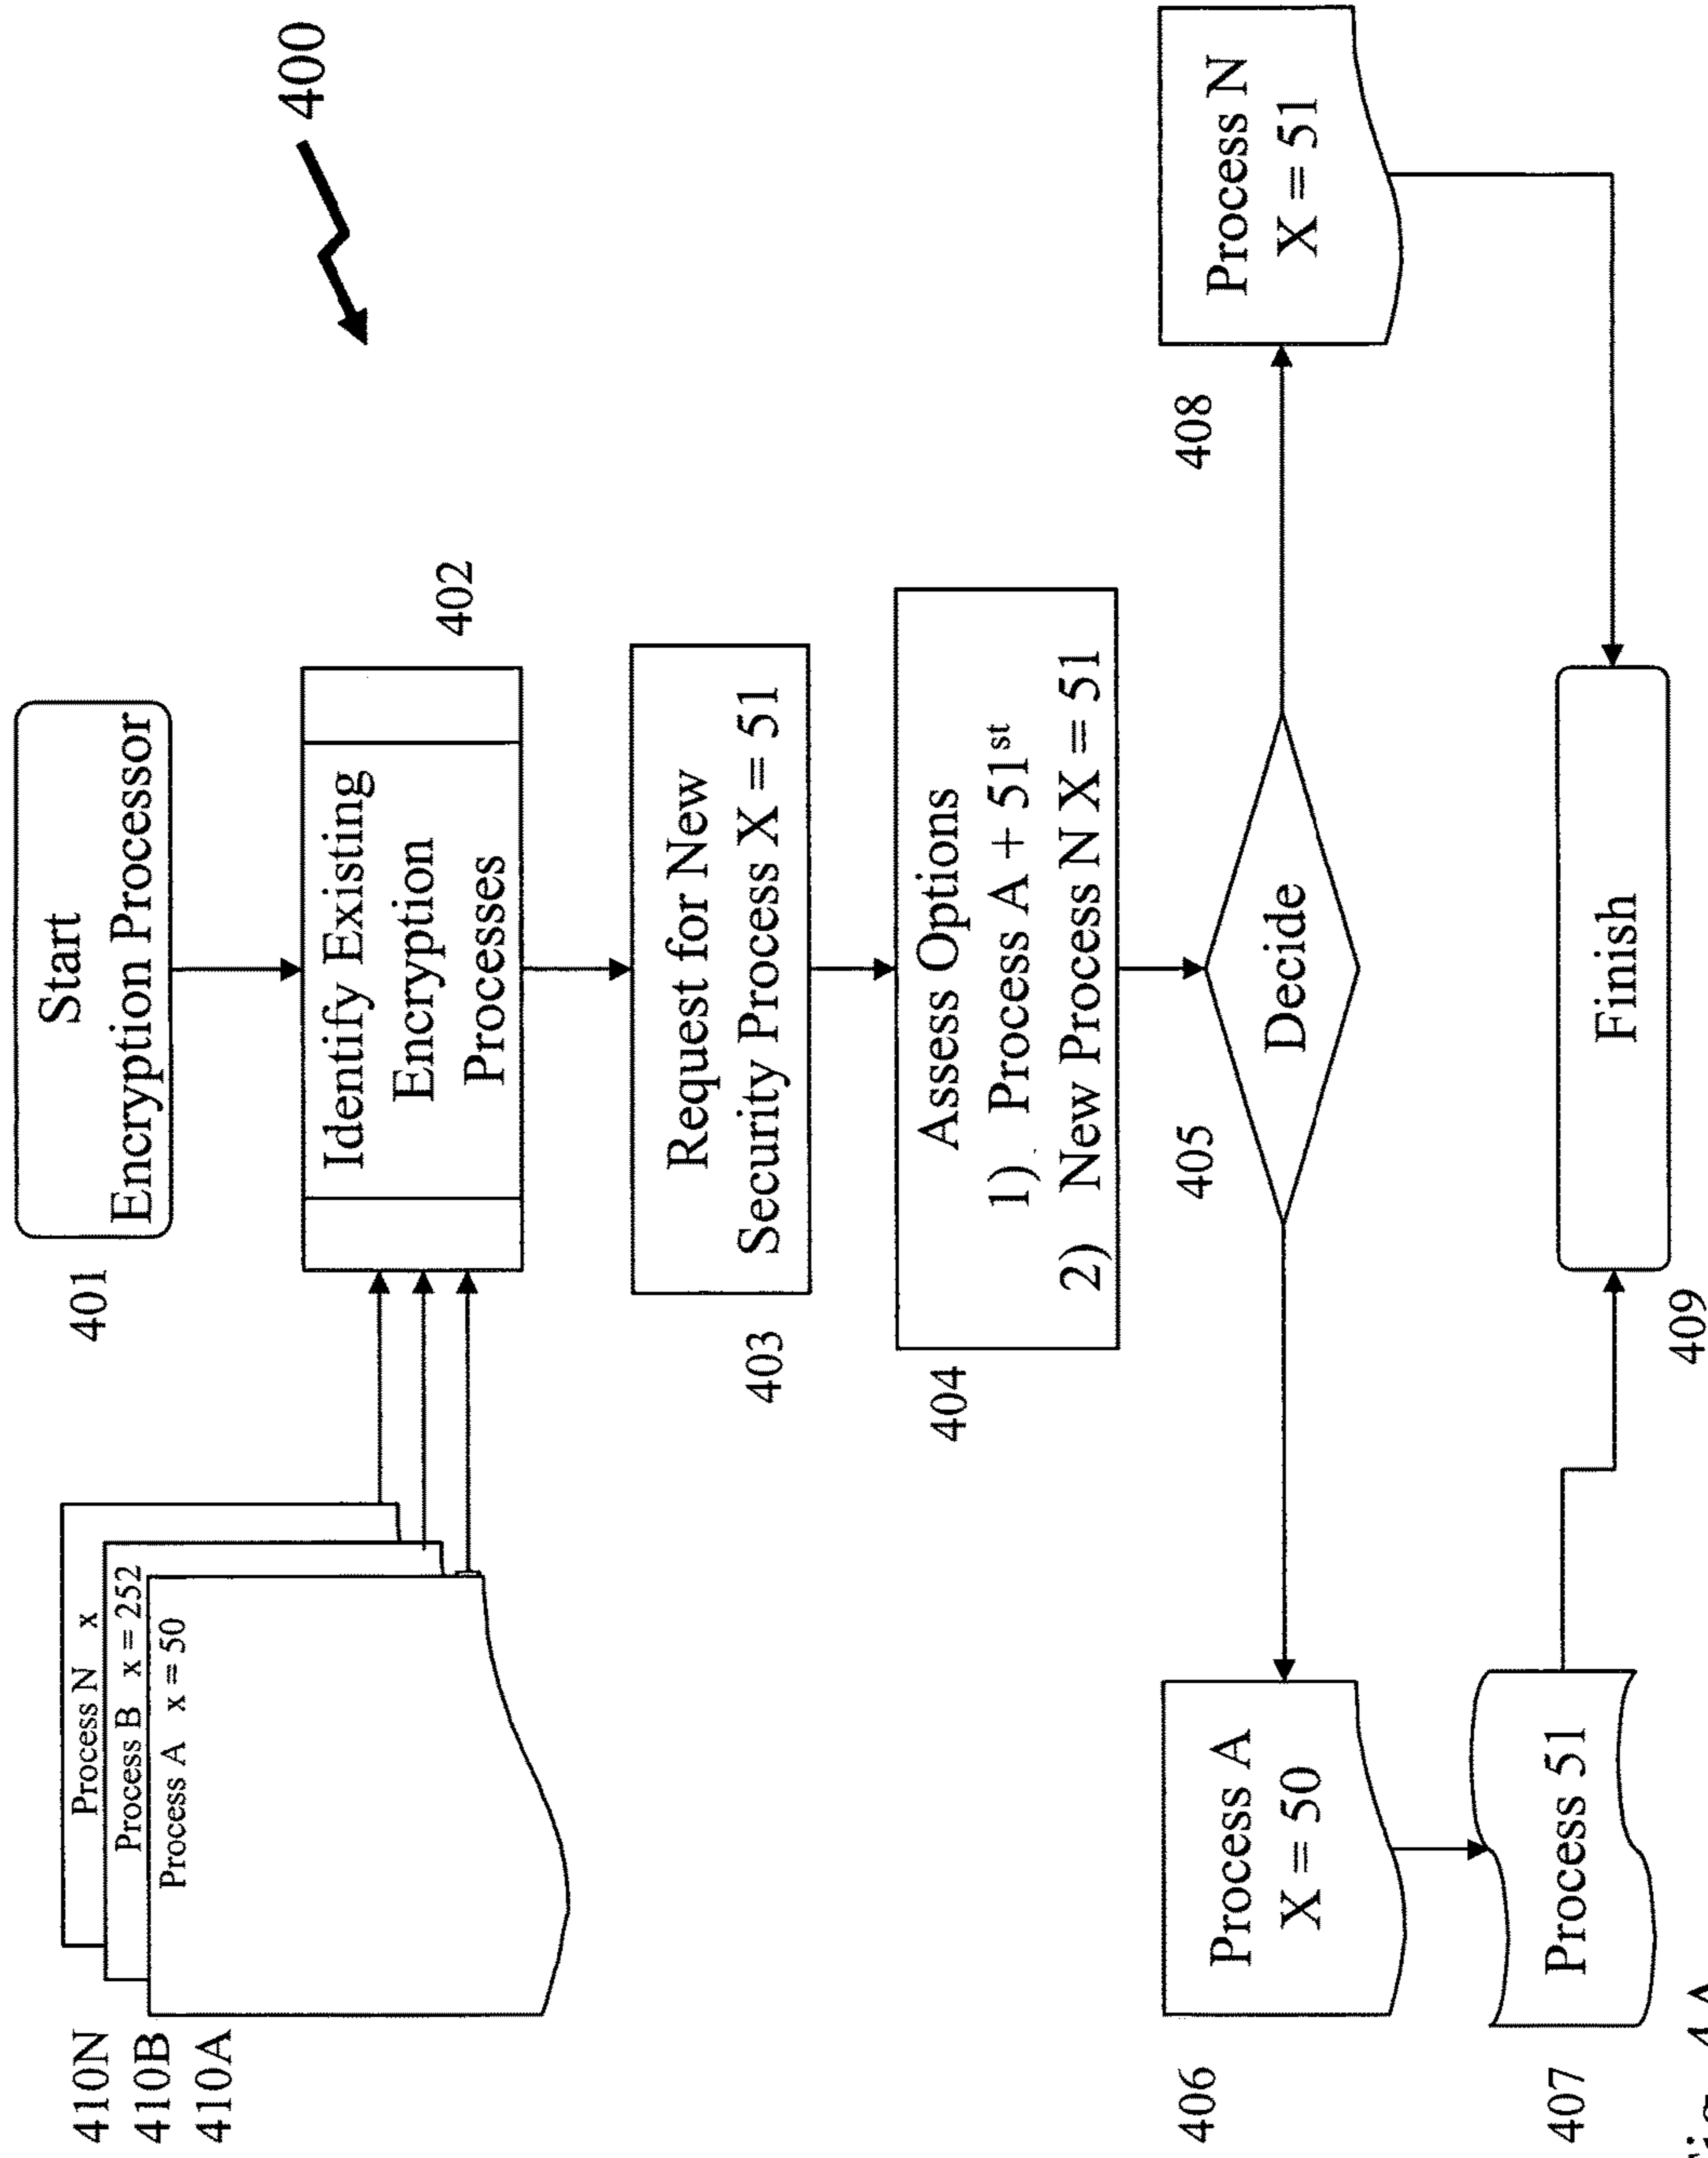 400
Start
Encryption Processor
401
410N
410B
410A
Process N x
Process B x = 252
Process A x = 50
Identify Existing
Encryption
Processes
402
Request for New
Security Process X = 51
403
Assess Options
1) Process A + 51st
2) New Process N X = 51
404
Decide
405
406
Process A
X = 50
408
Process N
X = 51
407
Process 51
Finish
409
4A